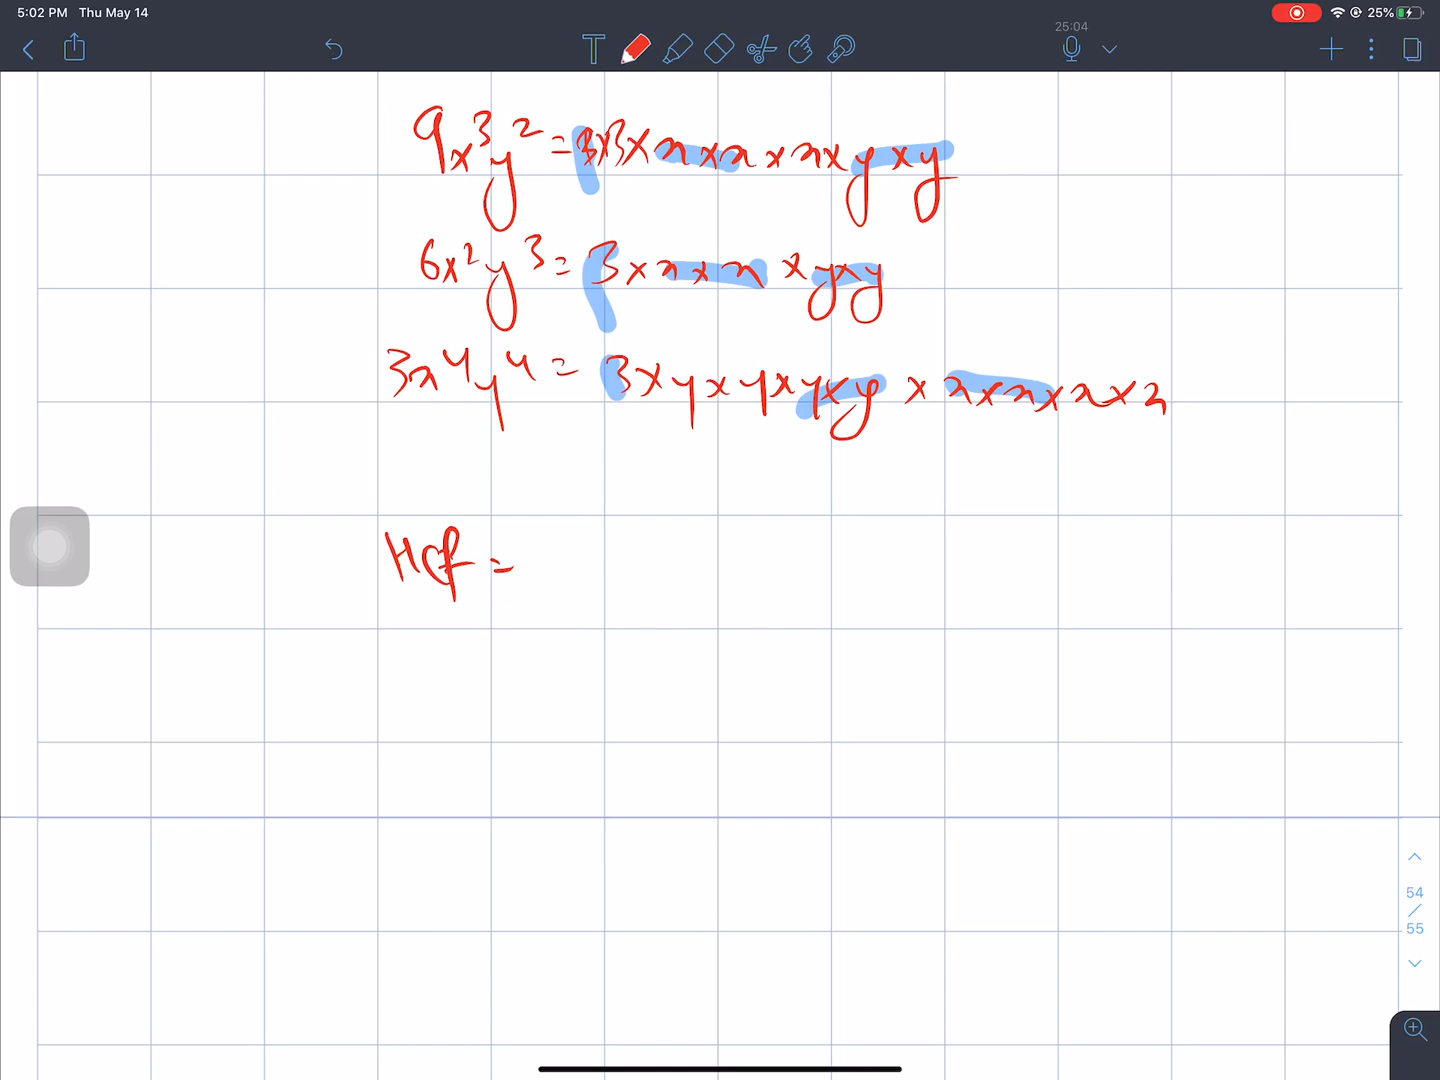 5:02 PM Thu May 14
25%
25:04
9x³y² = 3×3×x×x×x×y×y
6x²y³ = 3×x×x×y×y
3x⁴y⁴ = 3×y×y×y×y×x×x×x×x
Hcf =
54
/
55